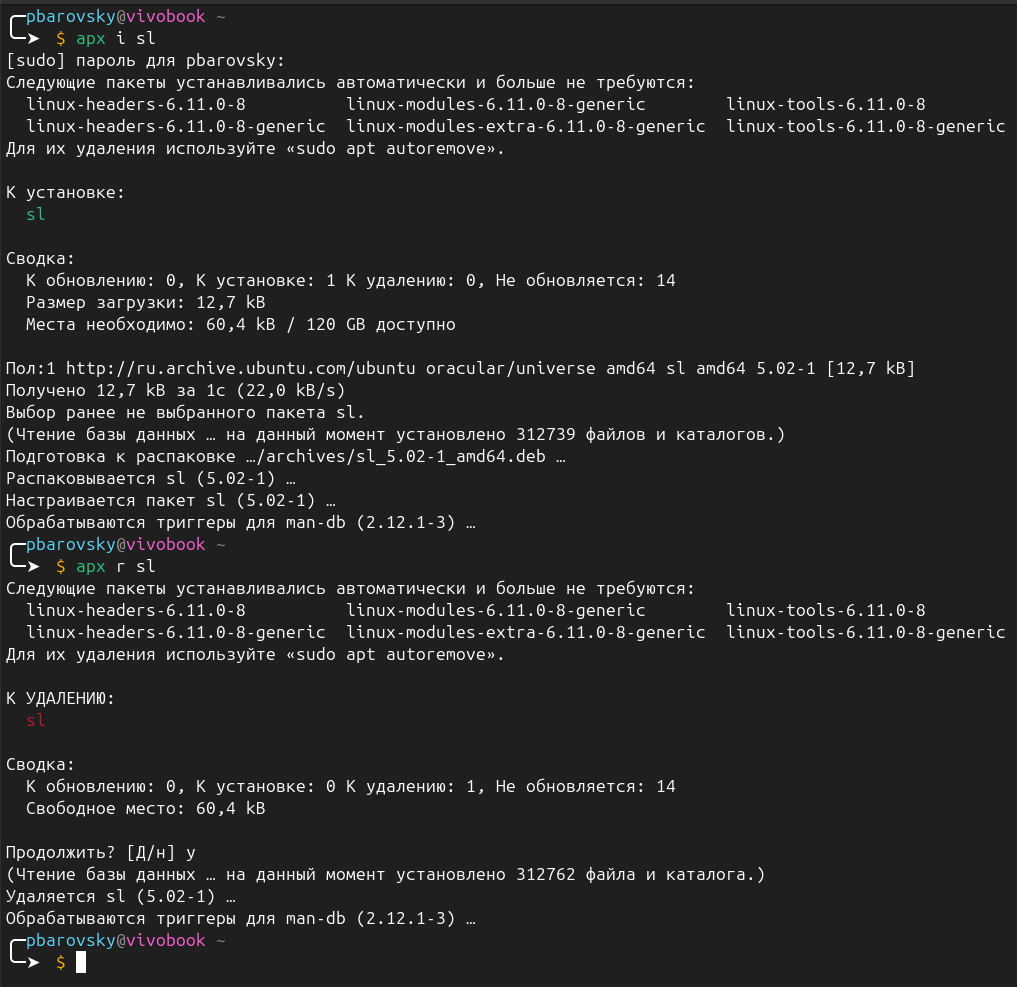 pbarovsky@vivobook ~
➤ $ apx i sl
[sudo] пароль для pbarovsky:
Следующие пакеты устанавливались автоматически и больше не требуются:
linux-headers-6.11.0-8 linux-modules-6.11.0-8-generic linux-tools-6.11.0-8
linux-headers-6.11.0-8-generic linux-modules-extra-6.11.0-8-generic linux-tools-6.11.0-8-generic
Для их удаления используйте «sudo apt autoremove».
К установке:
sl
Сводка:
К обновлению: 0, К установке: 1 К удалению: 0, Не обновляется: 14
Размер загрузки: 12,7 kB
Места необходимо: 60,4 kB / 120 GB доступно
Пол:1 http://ru.archive.ubuntu.com/ubuntu oracular/universe amd64 sl amd64 5.02-1 [12,7 kB]
Получено 12,7 kB за 1с (22,0 kB/s)
Выбор ранее не выбранного пакета sl.
(Чтение базы данных … на данный момент установлено 312739 файлов и каталогов.)
Подготовка к распаковке …/archives/sl_5.02-1_amd64.deb …
Распаковывается sl (5.02-1) …
Настраивается пакет sl (5.02-1) …
Обрабатываются триггеры для man-db (2.12.1-3) …
pbarovsky@vivobook ~
➤ $ apx r sl
Следующие пакеты устанавливались автоматически и больше не требуются:
linux-headers-6.11.0-8 linux-modules-6.11.0-8-generic linux-tools-6.11.0-8
linux-headers-6.11.0-8-generic linux-modules-extra-6.11.0-8-generic linux-tools-6.11.0-8-generic
Для их удаления используйте «sudo apt autoremove».
К УДАЛЕНИЮ:
sl
Сводка:
К обновлению: 0, К установке: 0 К удалению: 1, Не обновляется: 14
Свободное место: 60,4 kB
Продолжить? [Д/н] y
(Чтение базы данных … на данный момент установлено 312762 файла и каталога.)
Удаляется sl (5.02-1) …
Обрабатываются триггеры для man-db (2.12.1-3) …
pbarovsky@vivobook ~
➤ $